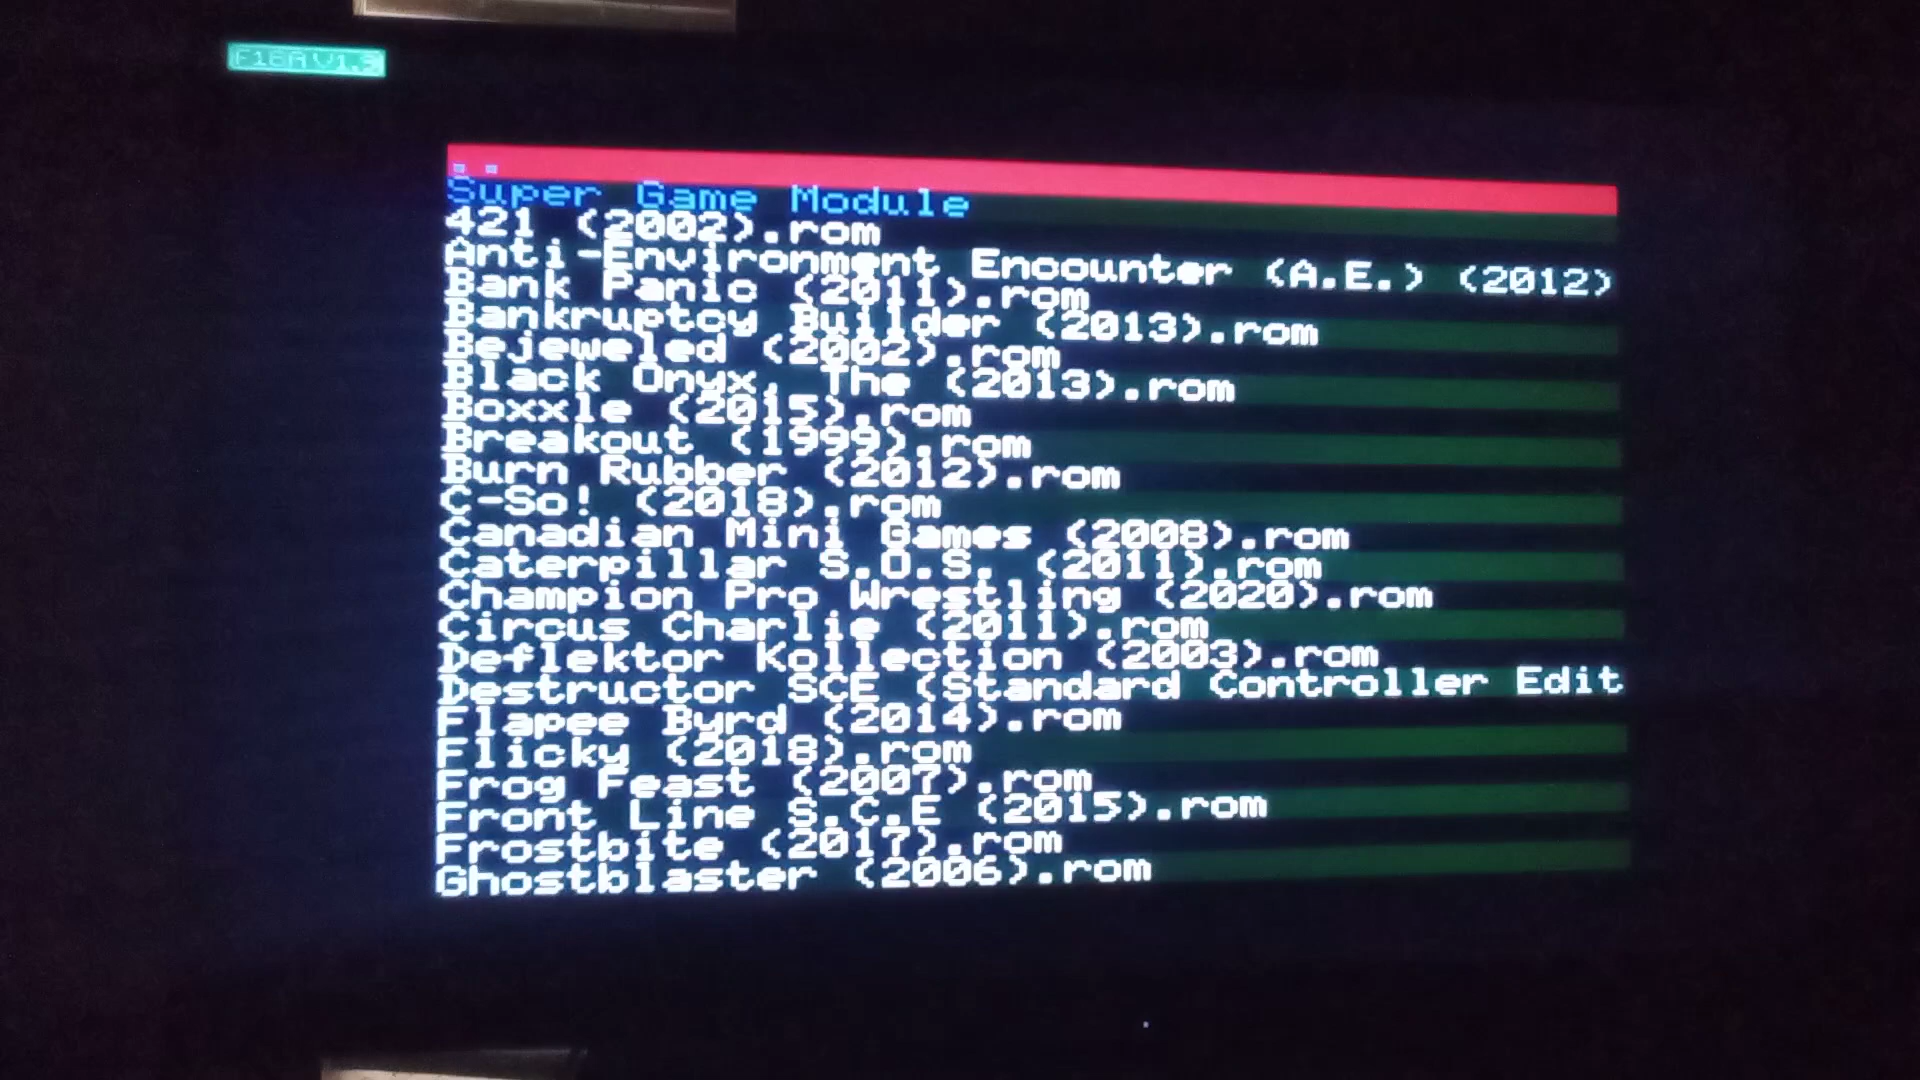 F18A V1.9
..
Super Game Module
421 (2002).rom
Anti-Environment Encounter (A.E.) (2012)
Bank Panic (2011).rom
Bankruptcy Builder (2013).rom
Bejeweled (2002).rom
Black Onyx, The (2013).rom
Boxxle (2015).rom
Breakout (1999).rom
Burn Rubber (2012).rom
C-So! (2018).rom
Canadian Mini Games (2008).rom
Caterpillar S.O.S. (2011).rom
Champion Pro Wrestling (2020).rom
Circus Charlie (2011).rom
Deflektor Kollection (2003).rom
Destructor SCE (Standard Controller Edit
Flapee Byrd (2014).rom
Flicky (2018).rom
Frog Feast (2007).rom
Front Line S.C.E (2015).rom
Frostbite (2017).rom
Ghostblaster (2006).rom